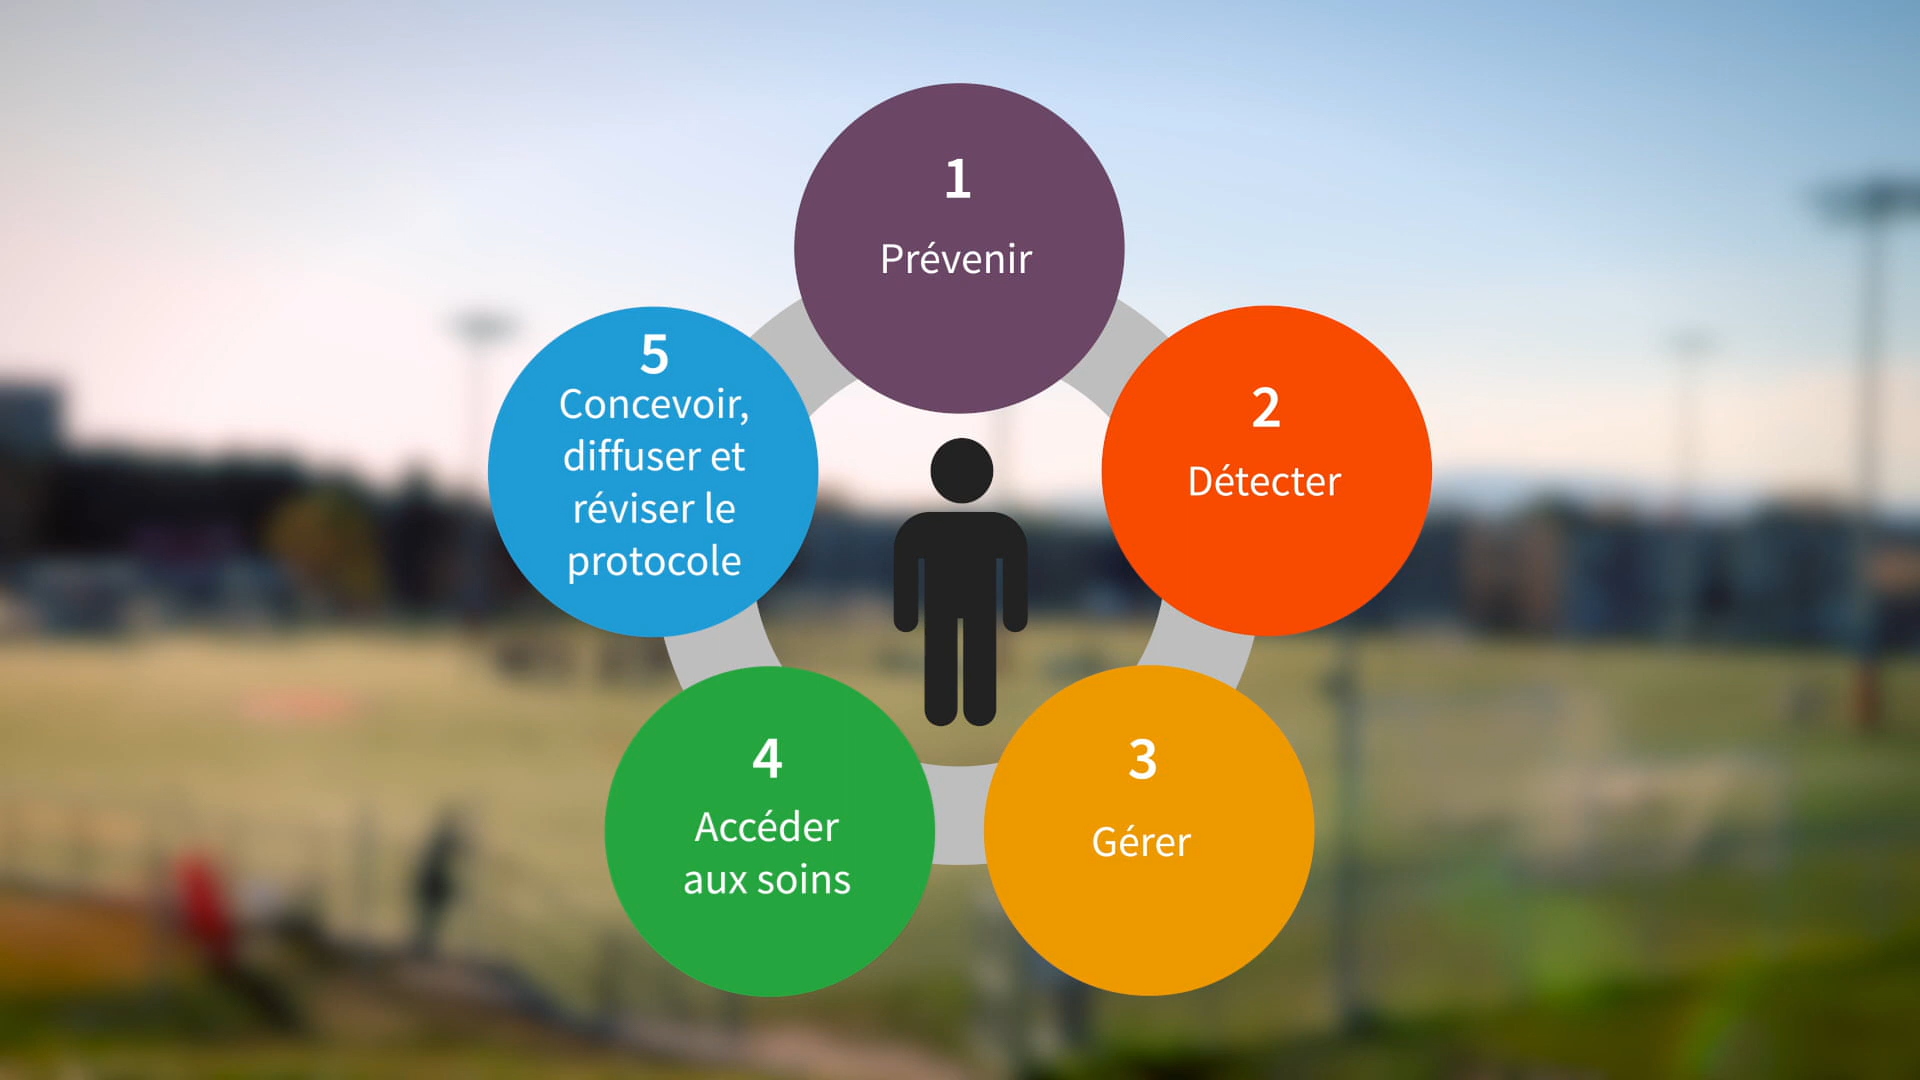 1
Prévenir
2
Détecter
3
Gérer
4
Accéder
aux soins
5
Concevoir,
diffuser et
réviser le
protocole